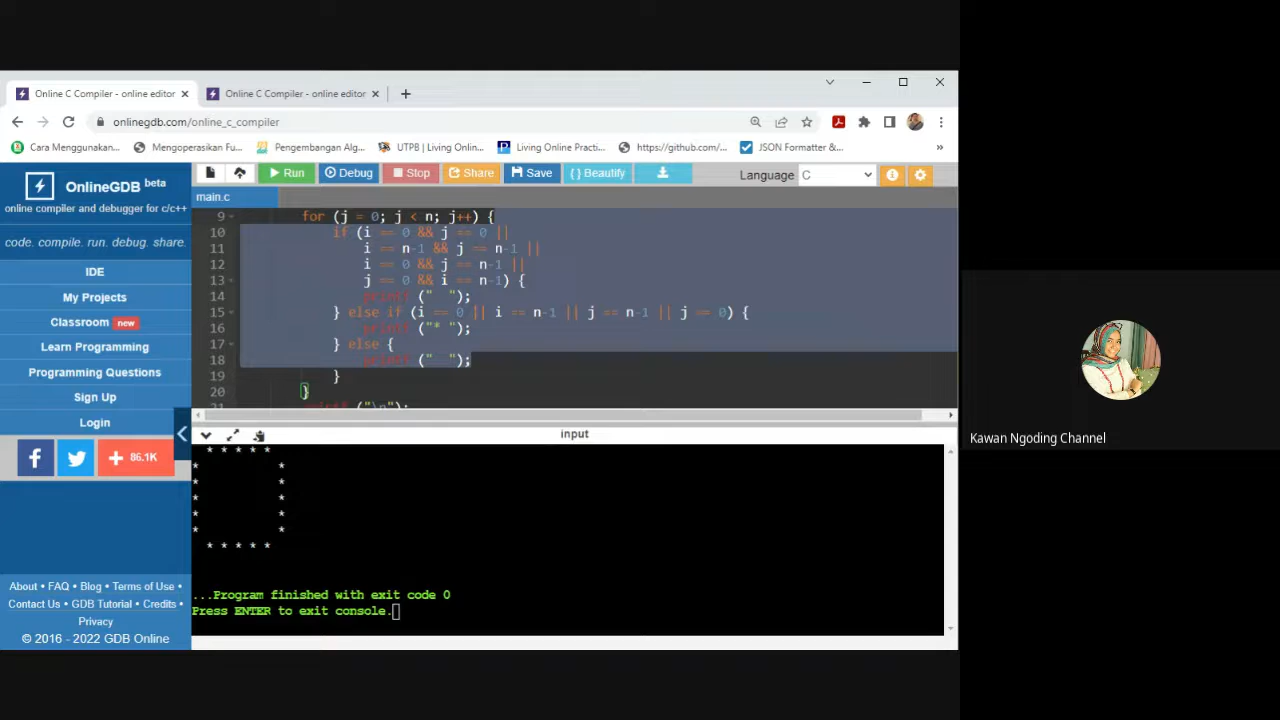 Online C Compiler - online editor
Online C Compiler - online editor
onlinegdb.com/online_c_compiler
Cara Menggunakan...
Mengoperasikan Fu...
Pengembangan Alg...
UTPB | Living Onlin...
Living Online Practi...
https://github.com/...
JSON Formatter &...
»
OnlineGDB beta
online compiler and debugger for c/c++
code. compile. run. debug. share.
IDE
My Projects
Classroom new
Learn Programming
Programming Questions
Sign Up
Login
f
+ 86.1K
About • FAQ • Blog • Terms of Use •
Contact Us • GDB Tutorial • Credits •
Privacy
© 2016 - 2022 GDB Online
Run Debug Stop Share Save { } Beautify
Language C
main.c
9 for (j = 0; j < n; j++) {
10 if (i == 0 && j == 0 ||
11 i == n-1 && j == n-1 ||
12 i == 0 && j == n-1 ||
13 j == 0 && i == n-1) {
14 printf ("  ");
15 } else if (i == 0 || i == n-1 || j == n-1 || j == 0) {
16 printf ("* ");
17 } else {
18 printf ("  ");
19 }
20 }
21 printf ("\n");
input
* * * * *
* *
* *
* *
* *
* *
* * * * *
...Program finished with exit code 0
Press ENTER to exit console.
Kawan Ngoding Channel